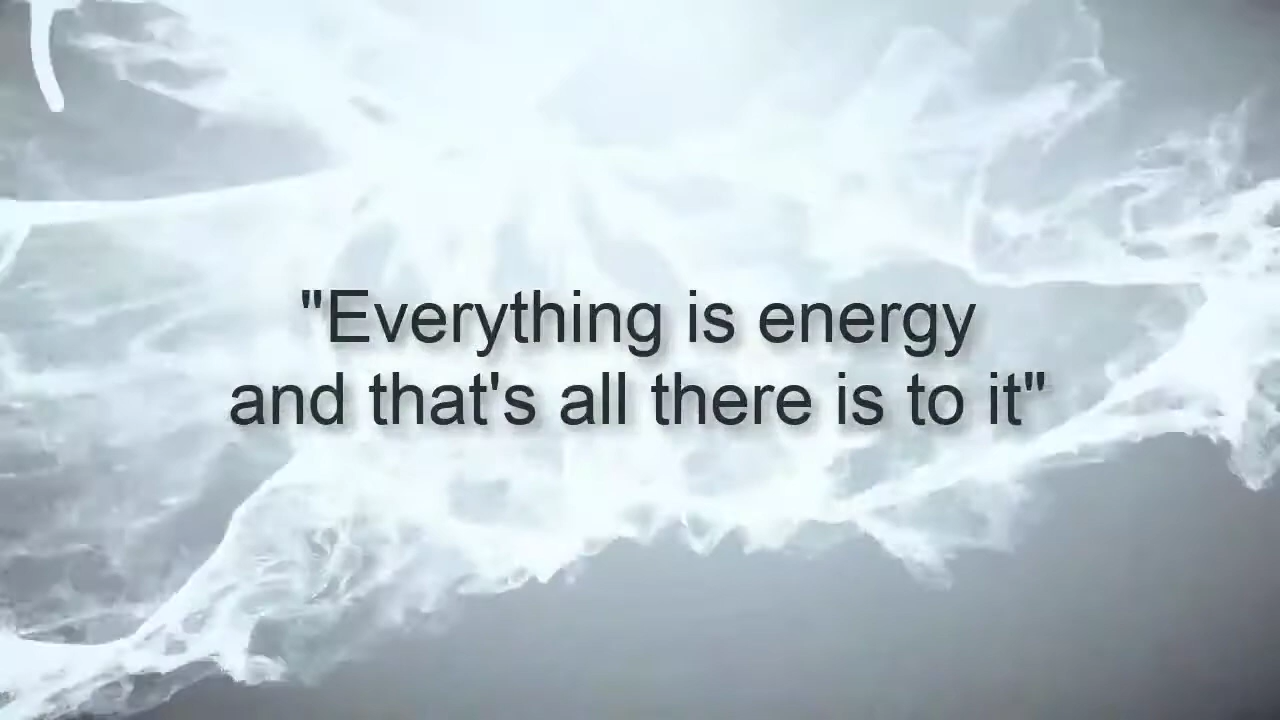 "Everything is energy
and that's all there is to it"